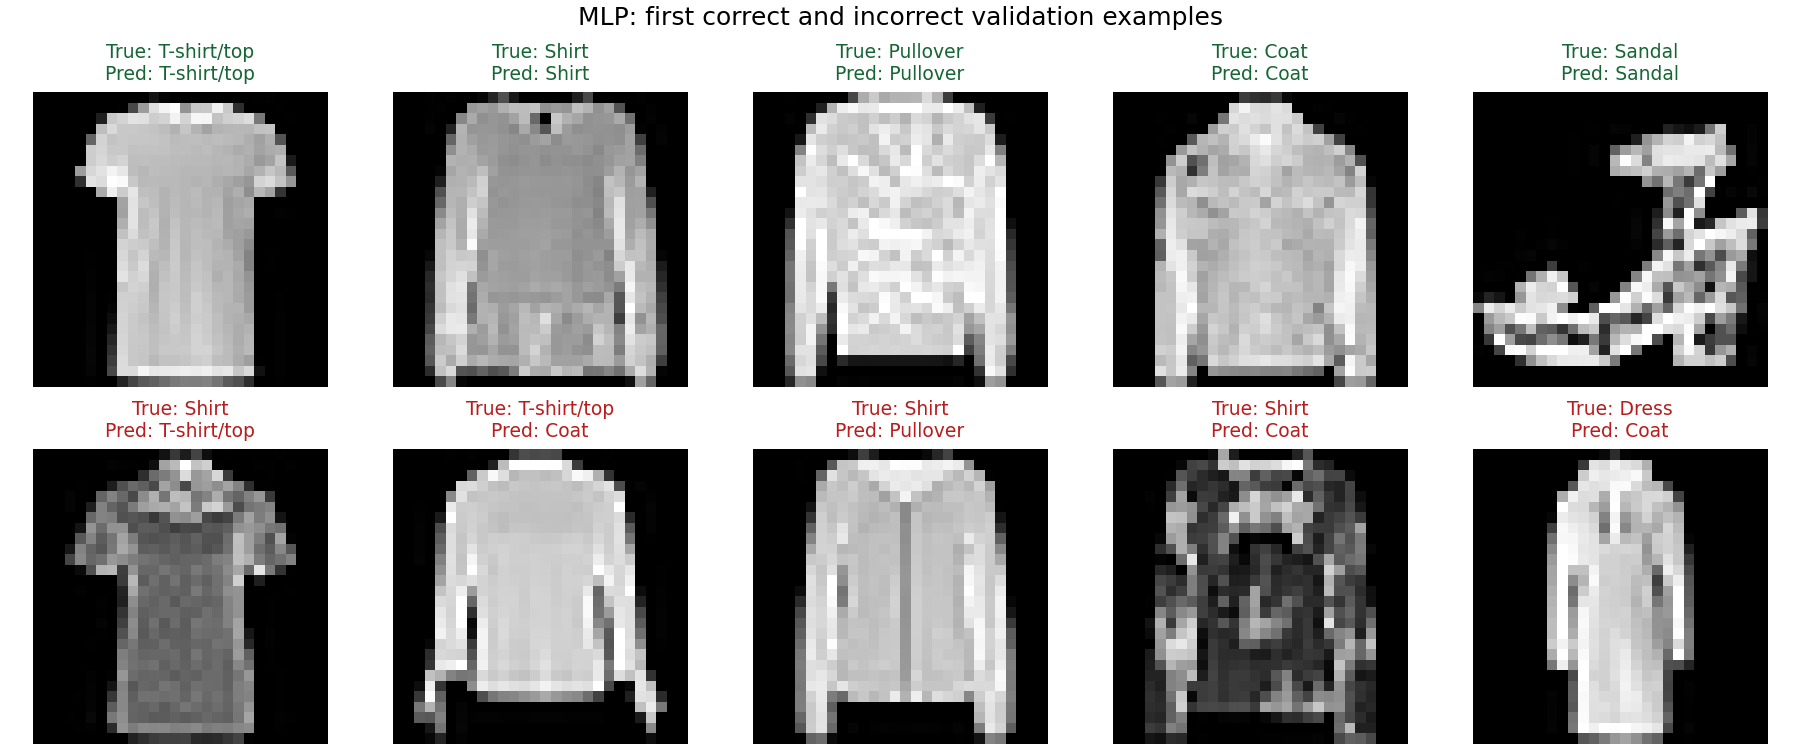 MLP: first correct and incorrect validation examples
True: T-shirt/top
Pred: T-shirt/top
True: Shirt
Pred: Shirt
True: Pullover
Pred: Pullover
True: Coat
Pred: Coat
True: Sandal
Pred: Sandal
True: Shirt
Pred: T-shirt/top
True: T-shirt/top
Pred: Coat
True: Shirt
Pred: Pullover
True: Shirt
Pred: Coat
True: Dress
Pred: Coat